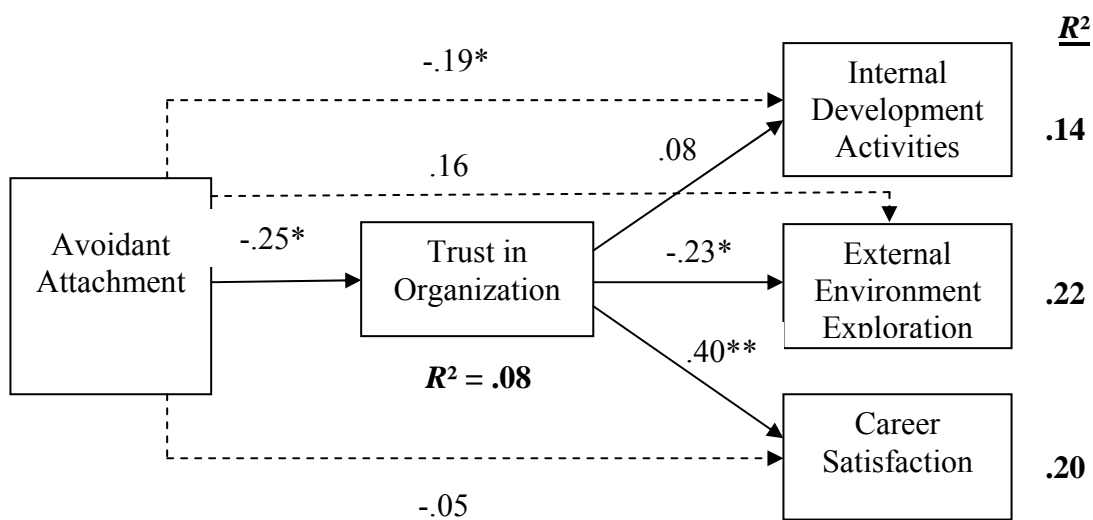 R²
-.19*
Internal
Development
Activities
.14
.08
.16
Avoidant
Attachment
-.25*
Trust in
Organization
-.23*
External
Environment
Exploration
.22
R² = .08
.40**
Career
Satisfaction
.20
-.05